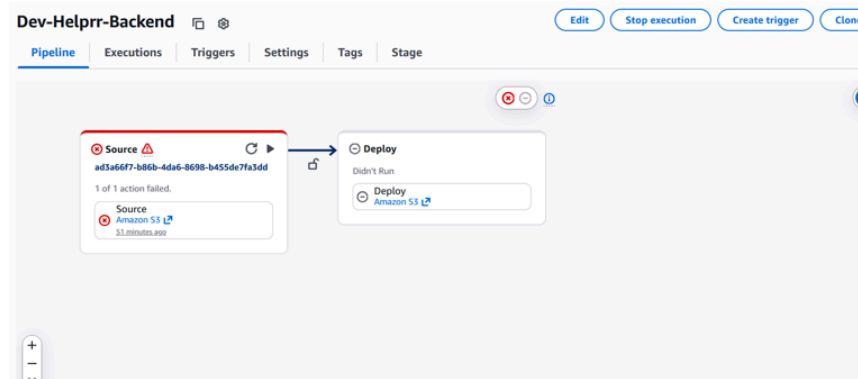 Dev-Helprr-Backend
Edit
Stop execution
Create trigger
Clon
Pipeline
Executions
Triggers
Settings
Tags
Stage
Source
ad3a66f7-b86b-4da6-8698-b455de7fa3dd
1 of 1 action failed.
Source
Amazon S3
51 minutes ago
Deploy
Didn't Run
Deploy
Amazon S3